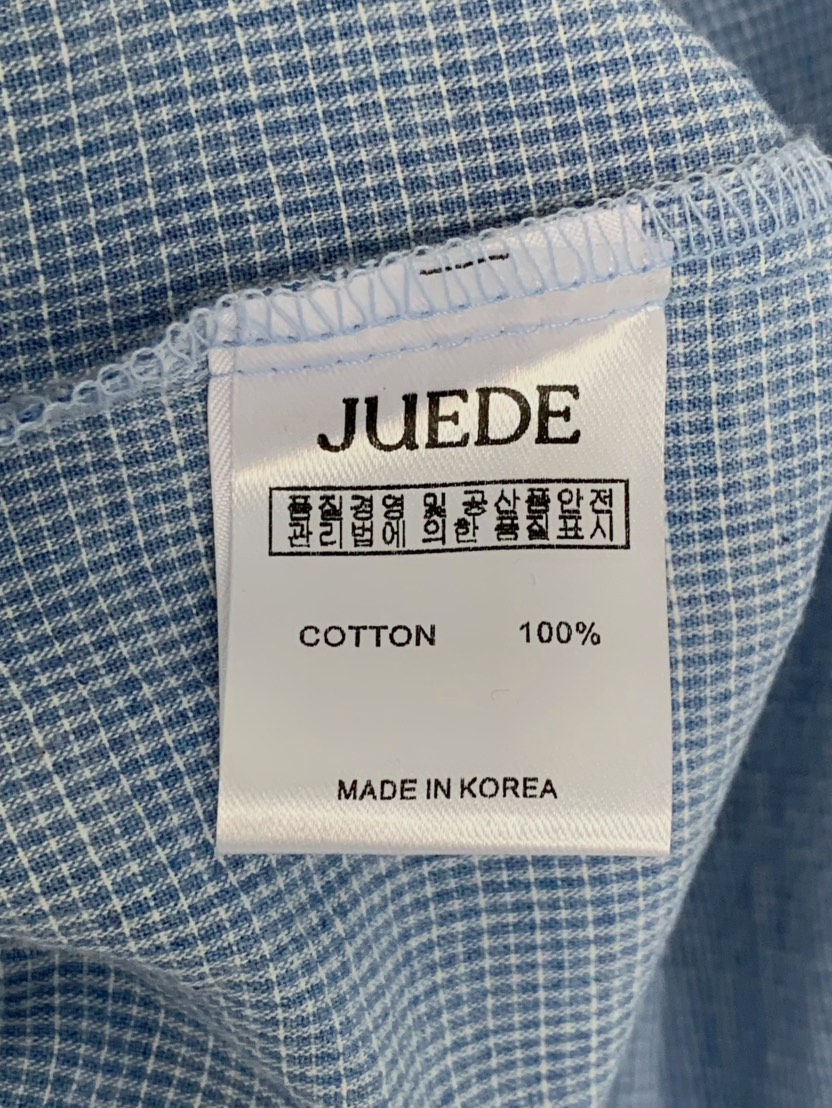 JUEDE
품질경영 및 공산품안전
관리법에 의한 품질표시
COTTON 100%
MADE IN KOREA